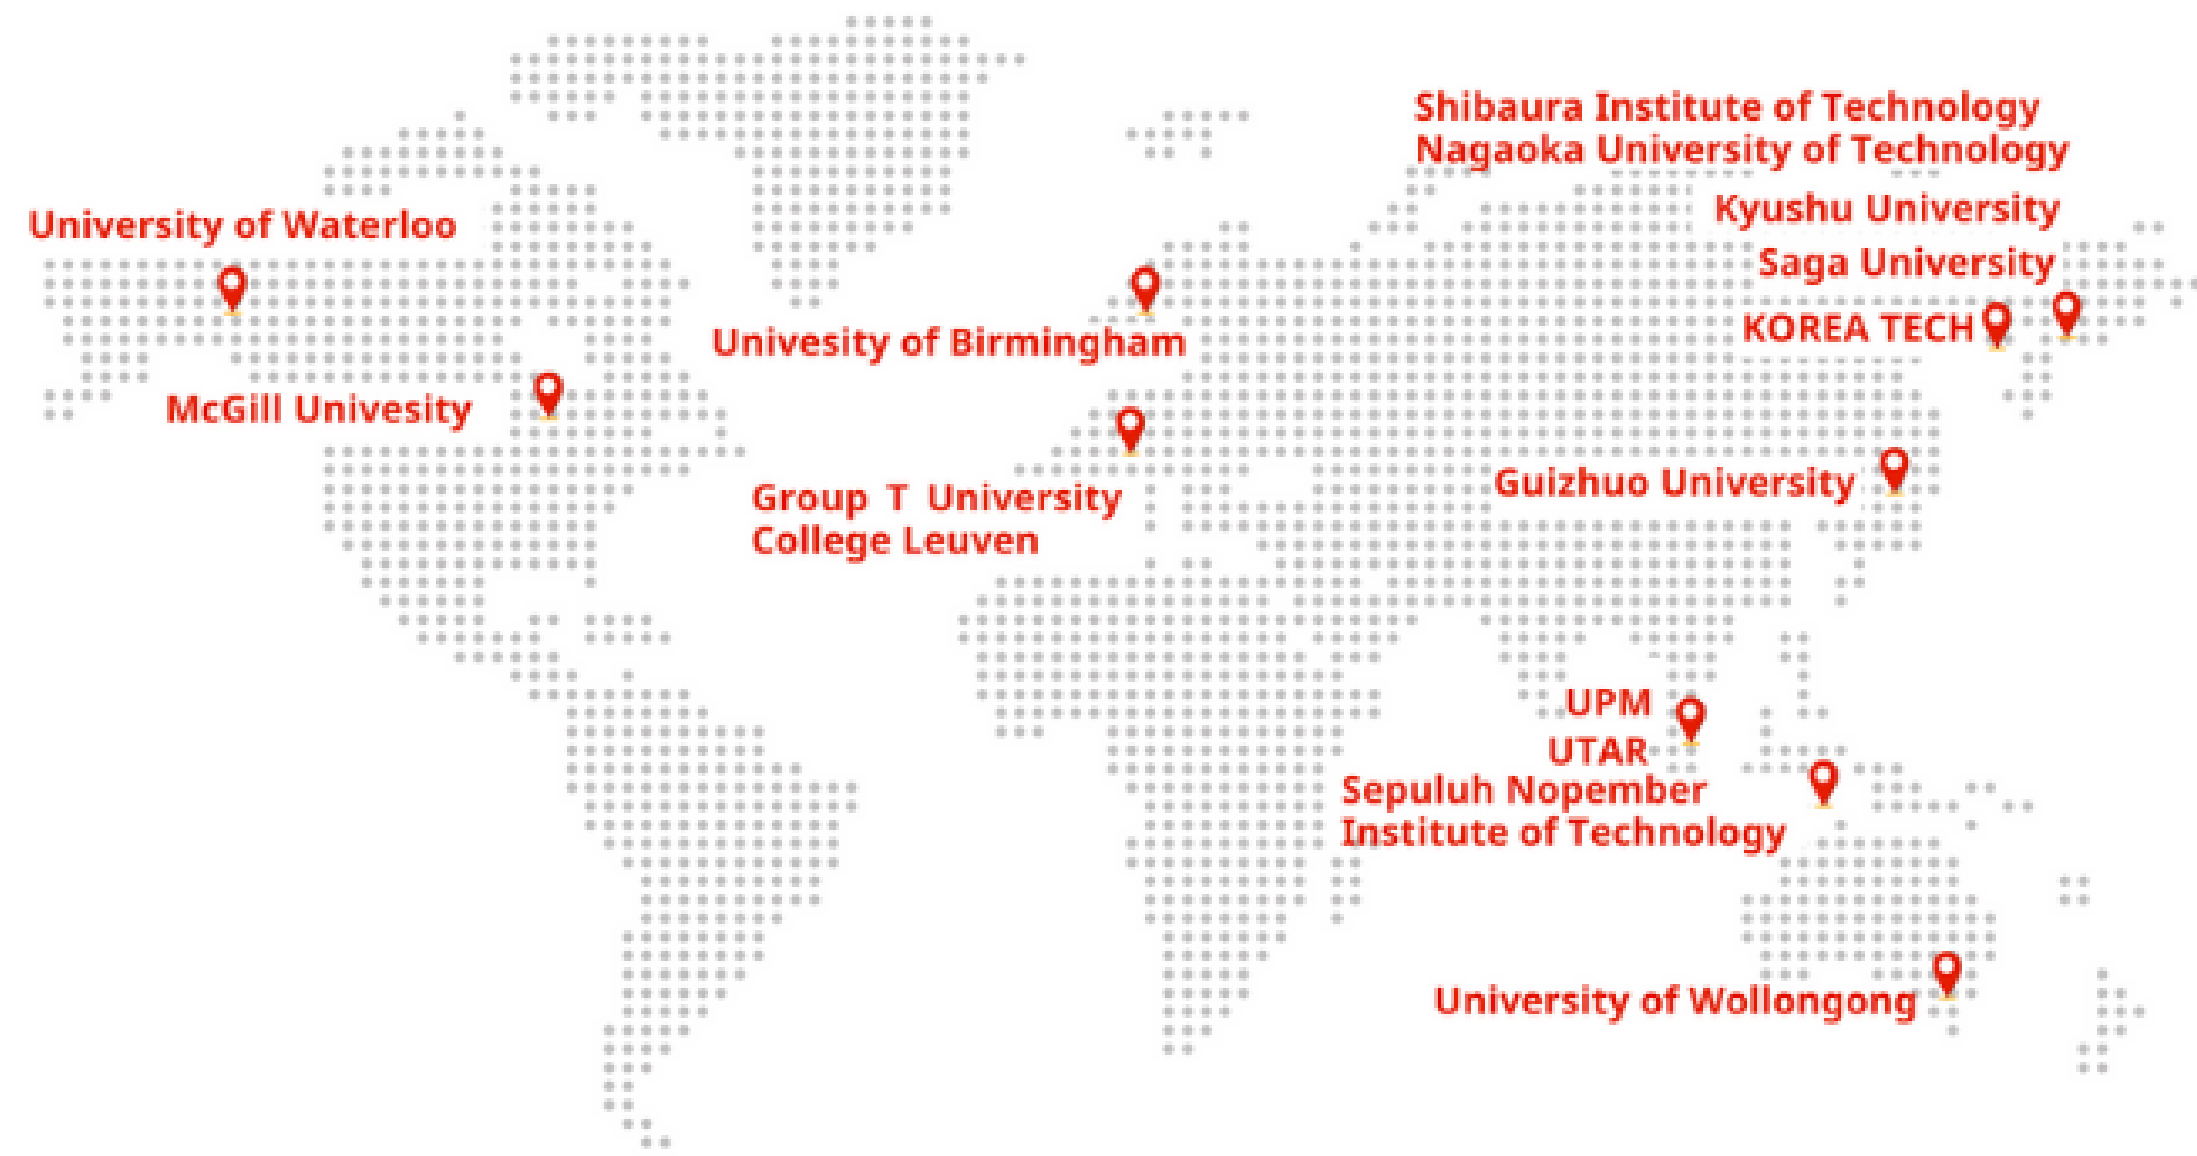 Shibaura Institute of Technology
Nagaoka University of Technology
Kyushu University
University of Waterloo
Saga University
KOREA TECH
Univesity of Birmingham
McGill Univesity
Guizhuo University
Group T University
College Leuven
UPM
UTAR
Sepuluh Nopember
Institute of Technology
University of Wollongong